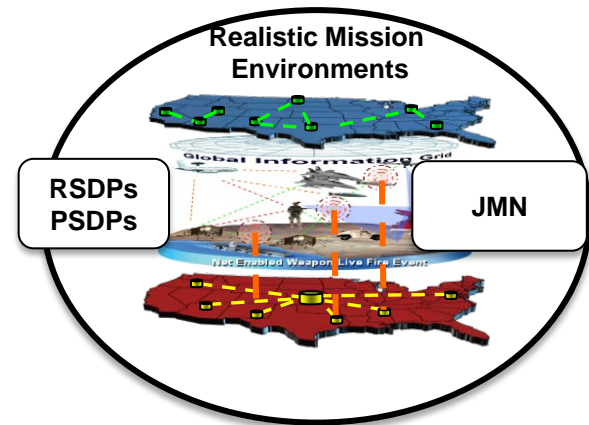 Realistic Mission
Environments
Global Information Grid
RSDPs
PSDPs
JMN
Net Enabled Weapon Live Fire Event